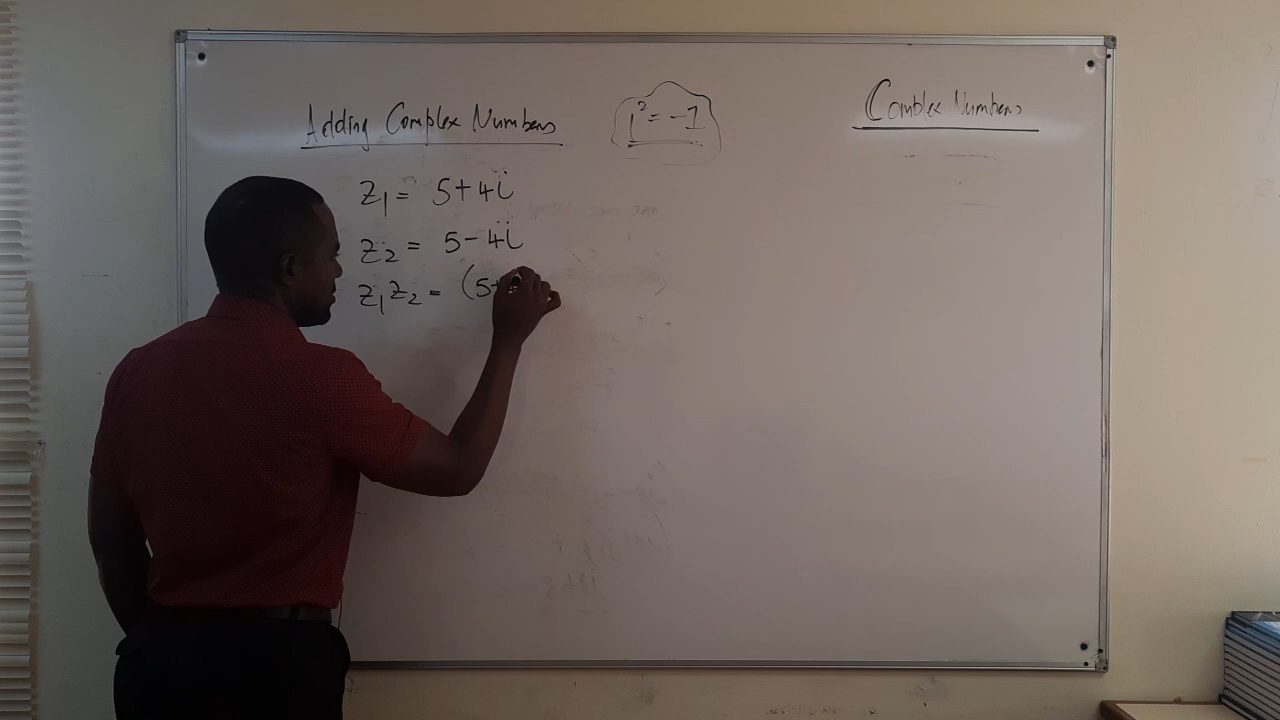 Adding Complex Numbers
i² = -1
Complex Numbers
z₁ = 5+4i
z₂ = 5-4i
z₁z₂ = (5+